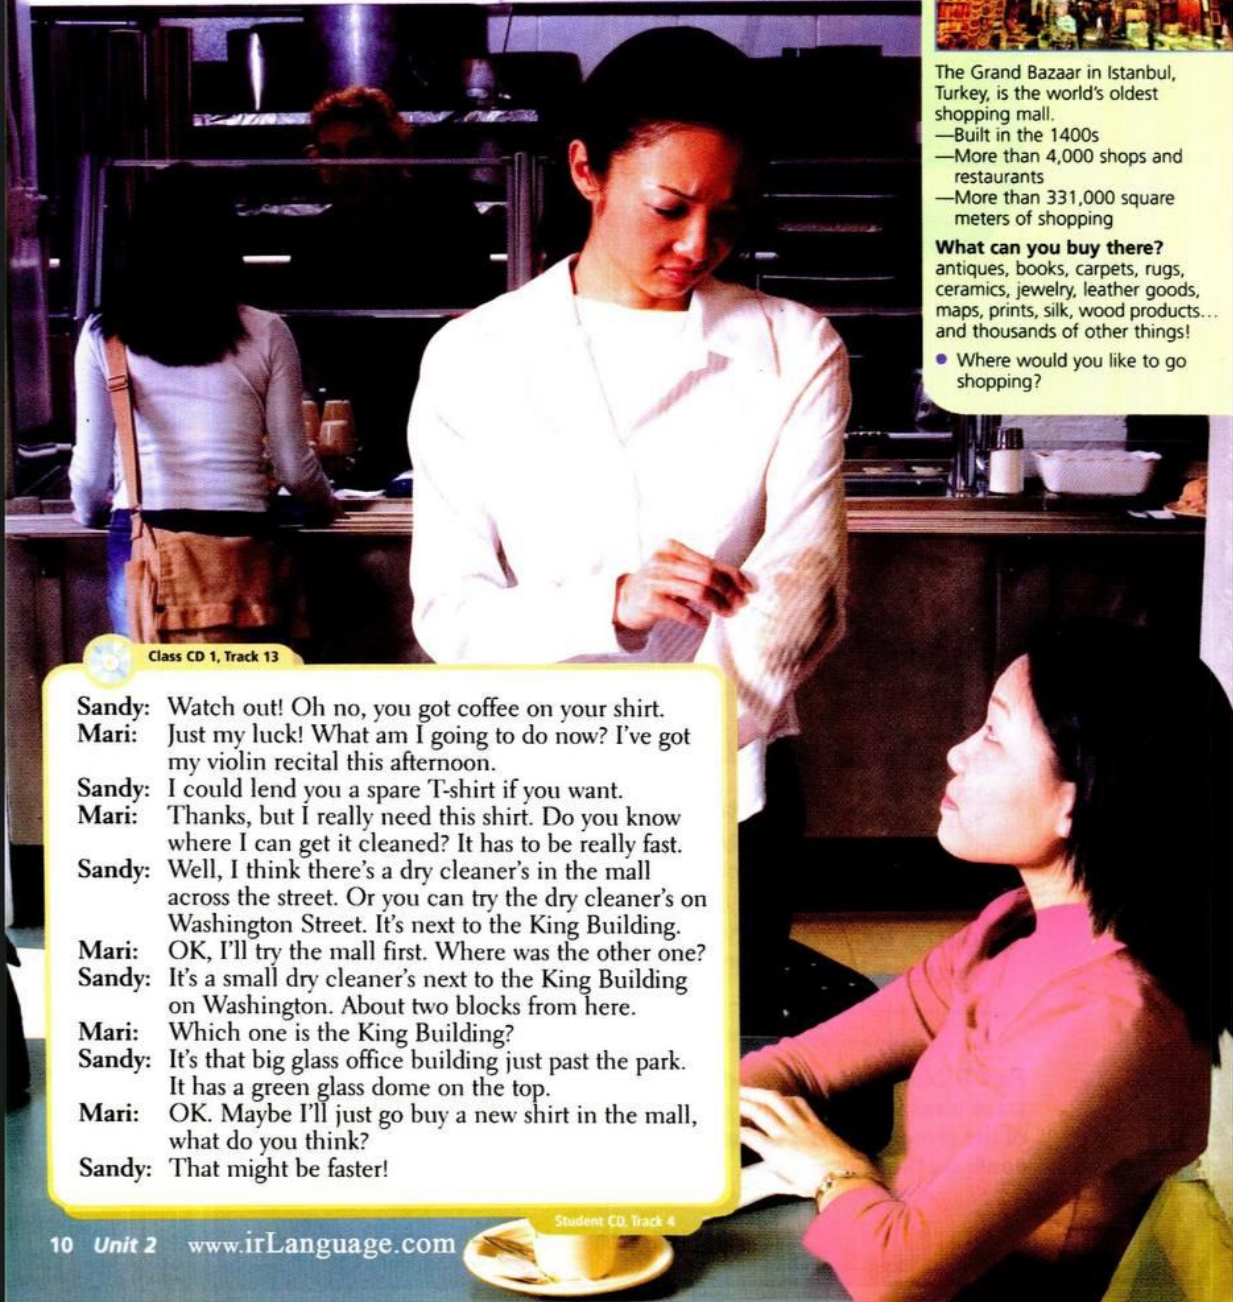 The Grand Bazaar in Istanbul,
Turkey, is the world's oldest
shopping mall.
—Built in the 1400s
—More than 4,000 shops and
restaurants
—More than 331,000 square
meters of shopping
What can you buy there?
antiques, books, carpets, rugs,
ceramics, jewelry, leather goods,
maps, prints, silk, wood products...
and thousands of other things!
• Where would you like to go
shopping?
Class CD 1, Track 13
Sandy: Watch out! Oh no, you got coffee on your shirt.
Mari: Just my luck! What am I going to do now? I've got
my violin recital this afternoon.
Sandy: I could lend you a spare T-shirt if you want.
Mari: Thanks, but I really need this shirt. Do you know
where I can get it cleaned? It has to be really fast.
Sandy: Well, I think there's a dry cleaner's in the mall
across the street. Or you can try the dry cleaner's on
Washington Street. It's next to the King Building.
Mari: OK, I'll try the mall first. Where was the other one?
Sandy: It's a small dry cleaner's next to the King Building
on Washington. About two blocks from here.
Mari: Which one is the King Building?
Sandy: It's that big glass office building just past the park.
It has a green glass dome on the top.
Mari: OK. Maybe I'll just go buy a new shirt in the mall,
what do you think?
Sandy: That might be faster!
Student CD, Track 4
10 Unit 2 www.irLanguage.com